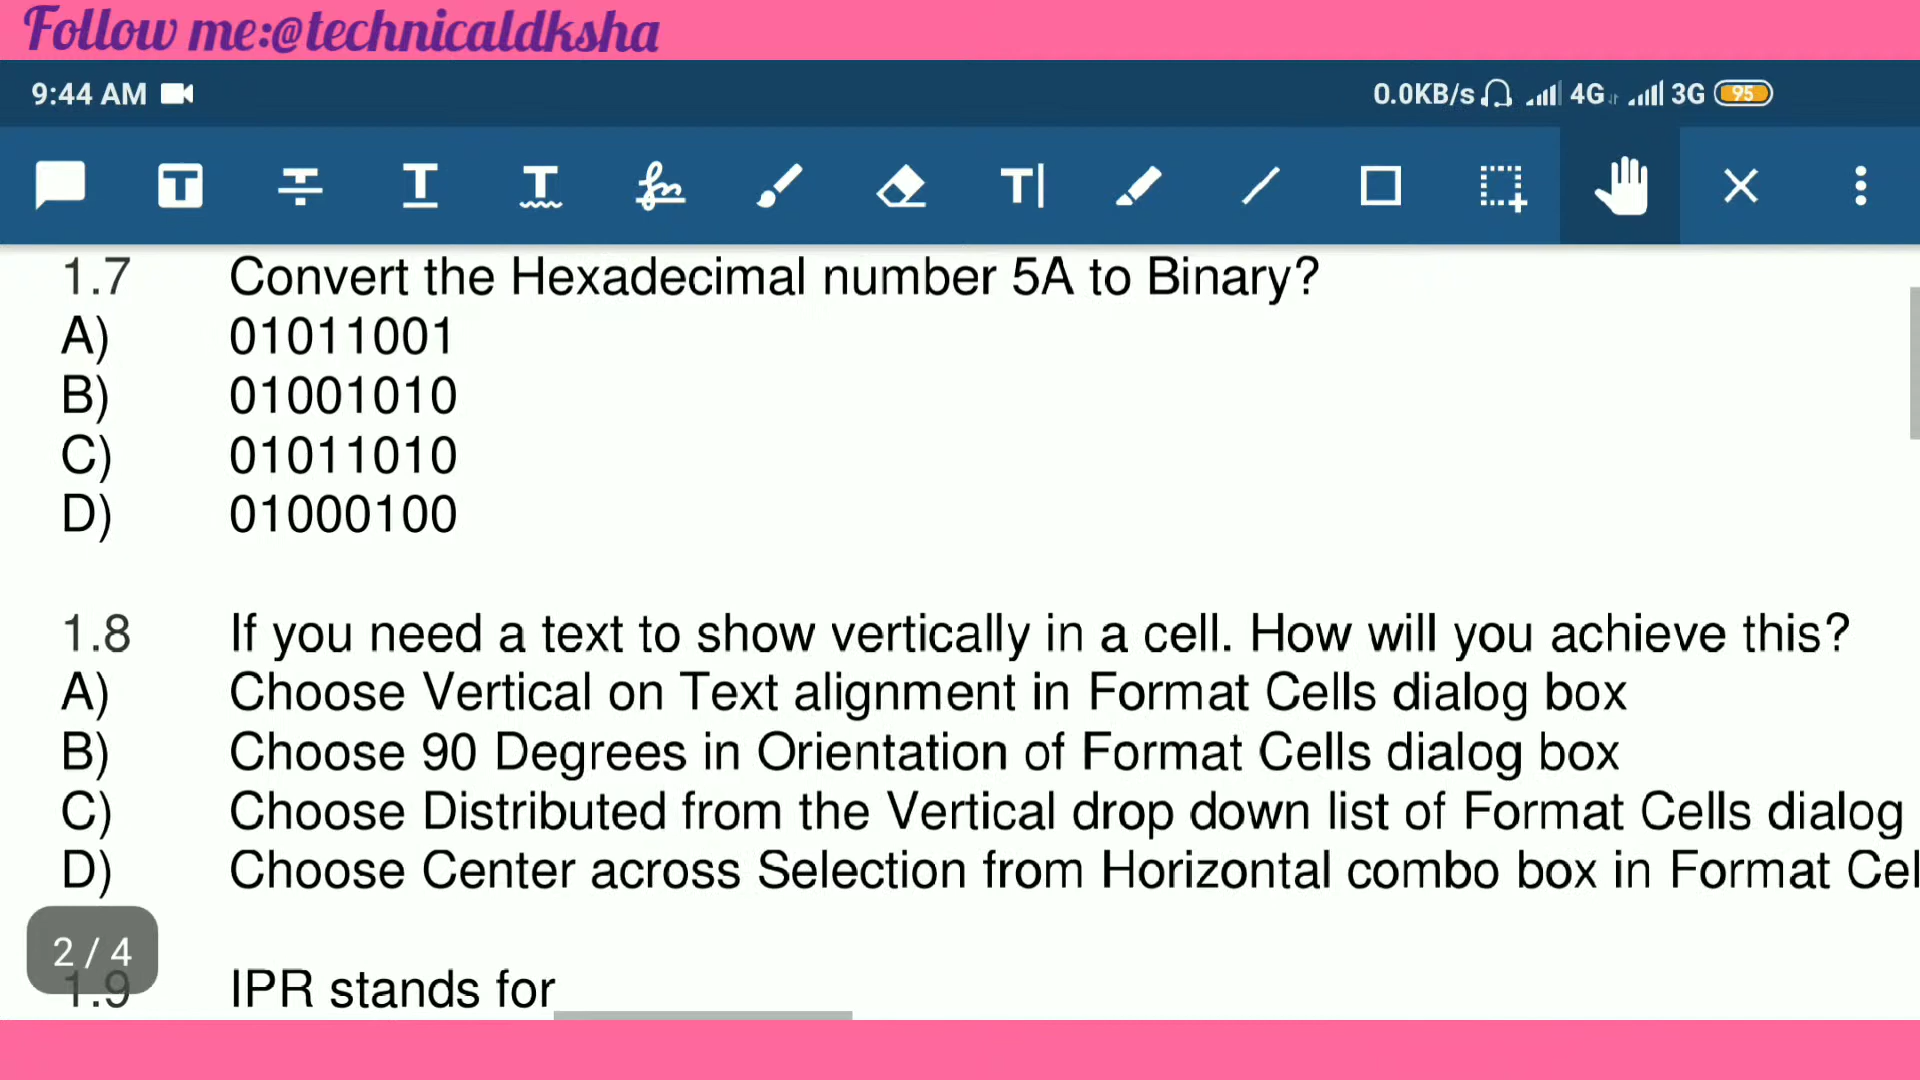 Follow me:@technicaldksha
9:44 AM 0.0KB/s 4G 3G 95
1.7 Convert the Hexadecimal number 5A to Binary?
A) 01011001
B) 01001010
C) 01011010
D) 01000100
1.8 If you need a text to show vertically in a cell. How will you achieve this?
A) Choose Vertical on Text alignment in Format Cells dialog box
B) Choose 90 Degrees in Orientation of Format Cells dialog box
C) Choose Distributed from the Vertical drop down list of Format Cells dialog
D) Choose Center across Selection from Horizontal combo box in Format Cel
2 / 4
1.9 IPR stands for